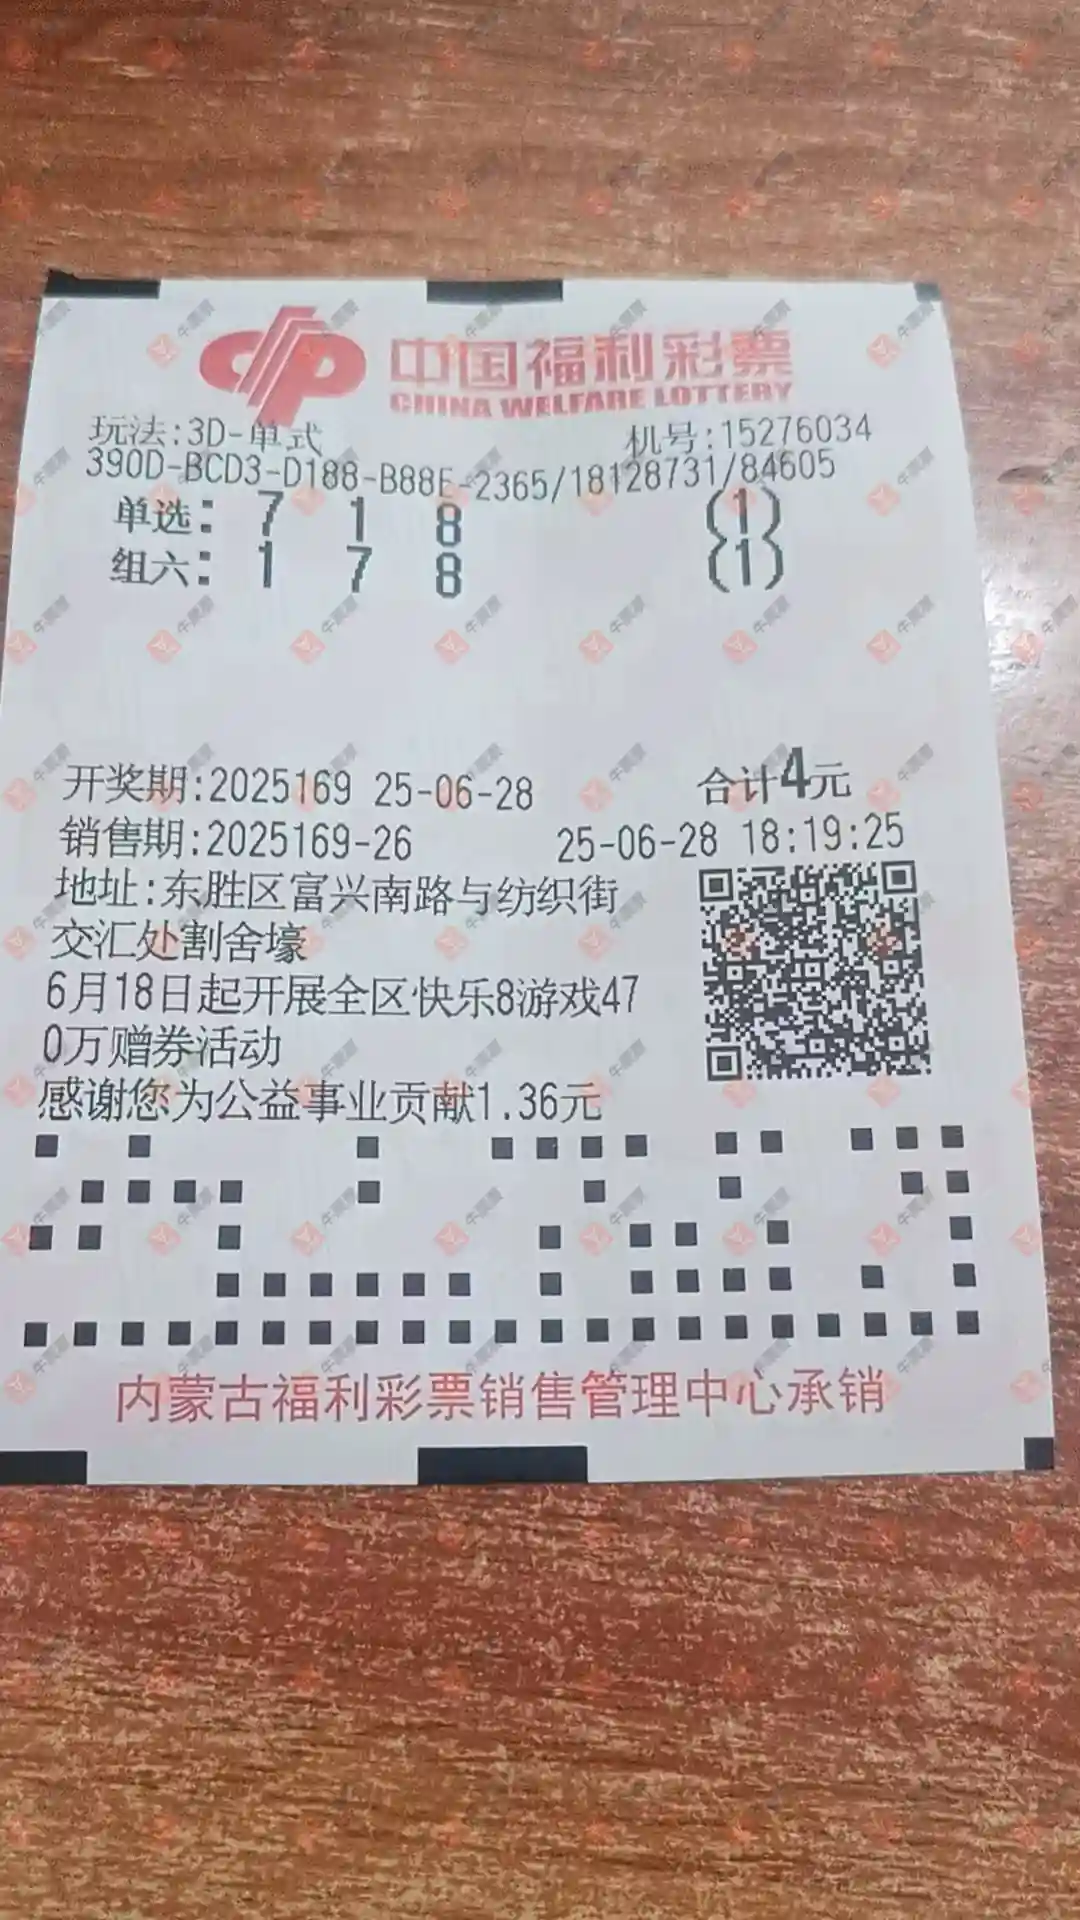 中国福利彩票
CHINA WELFARE LOTTERY
玩法:3D-单式 机号:15276034
390D-BCD3-D188-B88E-2365/18128731/84605
单选: 7 1 8 (1)
组六: 1 7 8 (1)
开奖期:2025169 25-06-28 合计4元
销售期:2025169-26 25-06-28 18:19:25
地址:东胜区富兴南路与纺织街
交汇处割舍壕
6月18日起开展全区快乐8游戏47
0万赠券活动
感谢您为公益事业贡献1.36元
内蒙古福利彩票销售管理中心承销